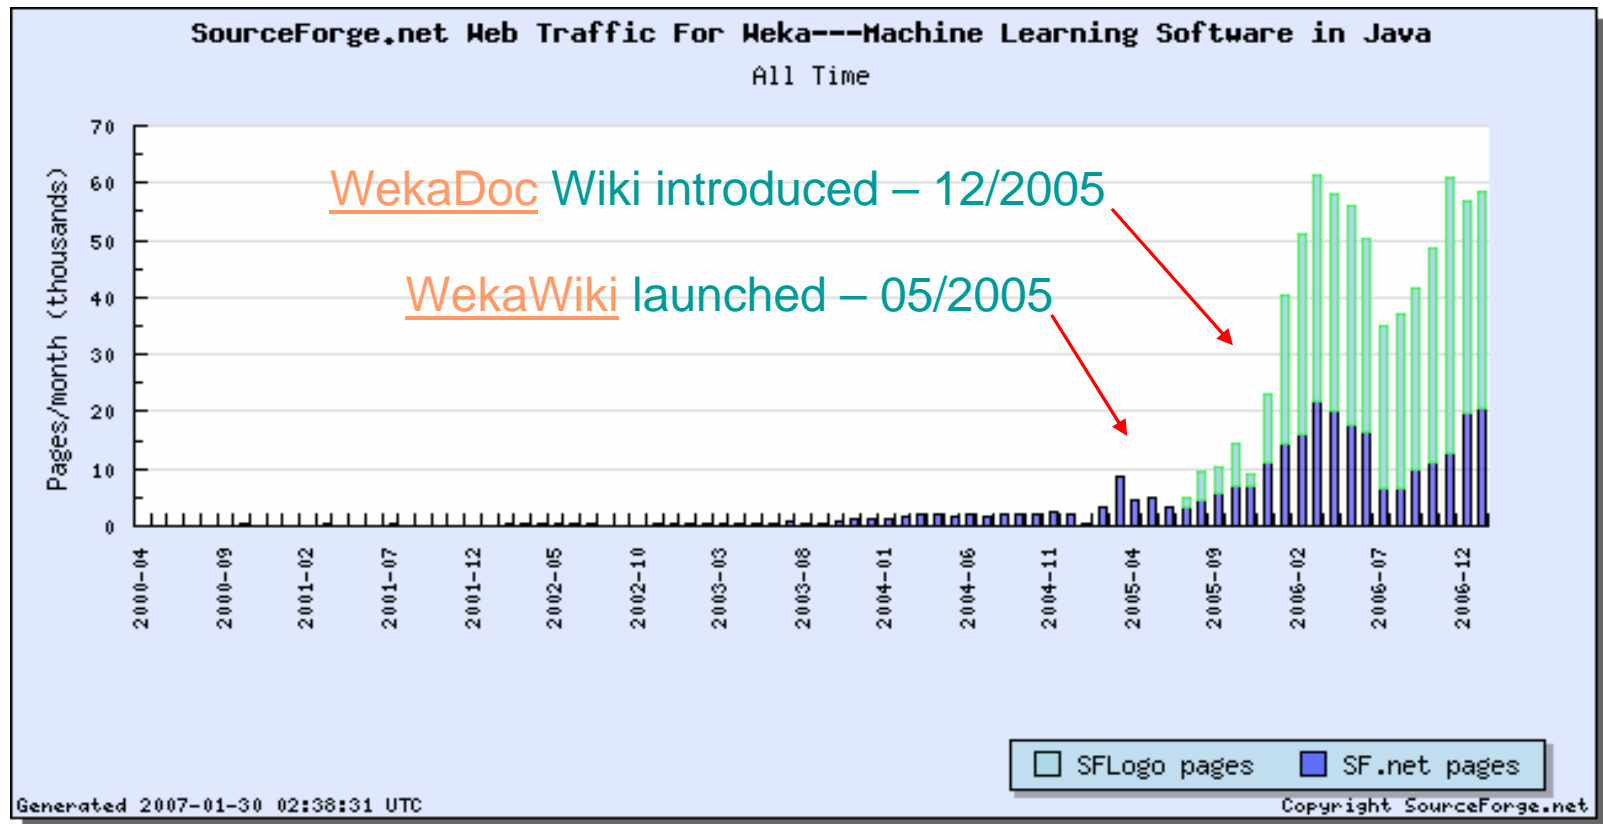 SourceForge.net Web Traffic For Weka---Machine Learning Software in Java
All Time
Pages/month (thousands)
70
60
50
40
30
20
10
0
WekaDoc Wiki introduced – 12/2005
WekaWiki launched – 05/2005
2000-04
2000-09
2001-02
2001-07
2001-12
2002-05
2002-10
2003-03
2003-08
2004-01
2004-06
2004-11
2005-04
2005-09
2006-02
2006-07
2006-12
SFLogo pages
SF.net pages
Generated 2007-01-30 02:38:31 UTC
Copyright SourceForge.net